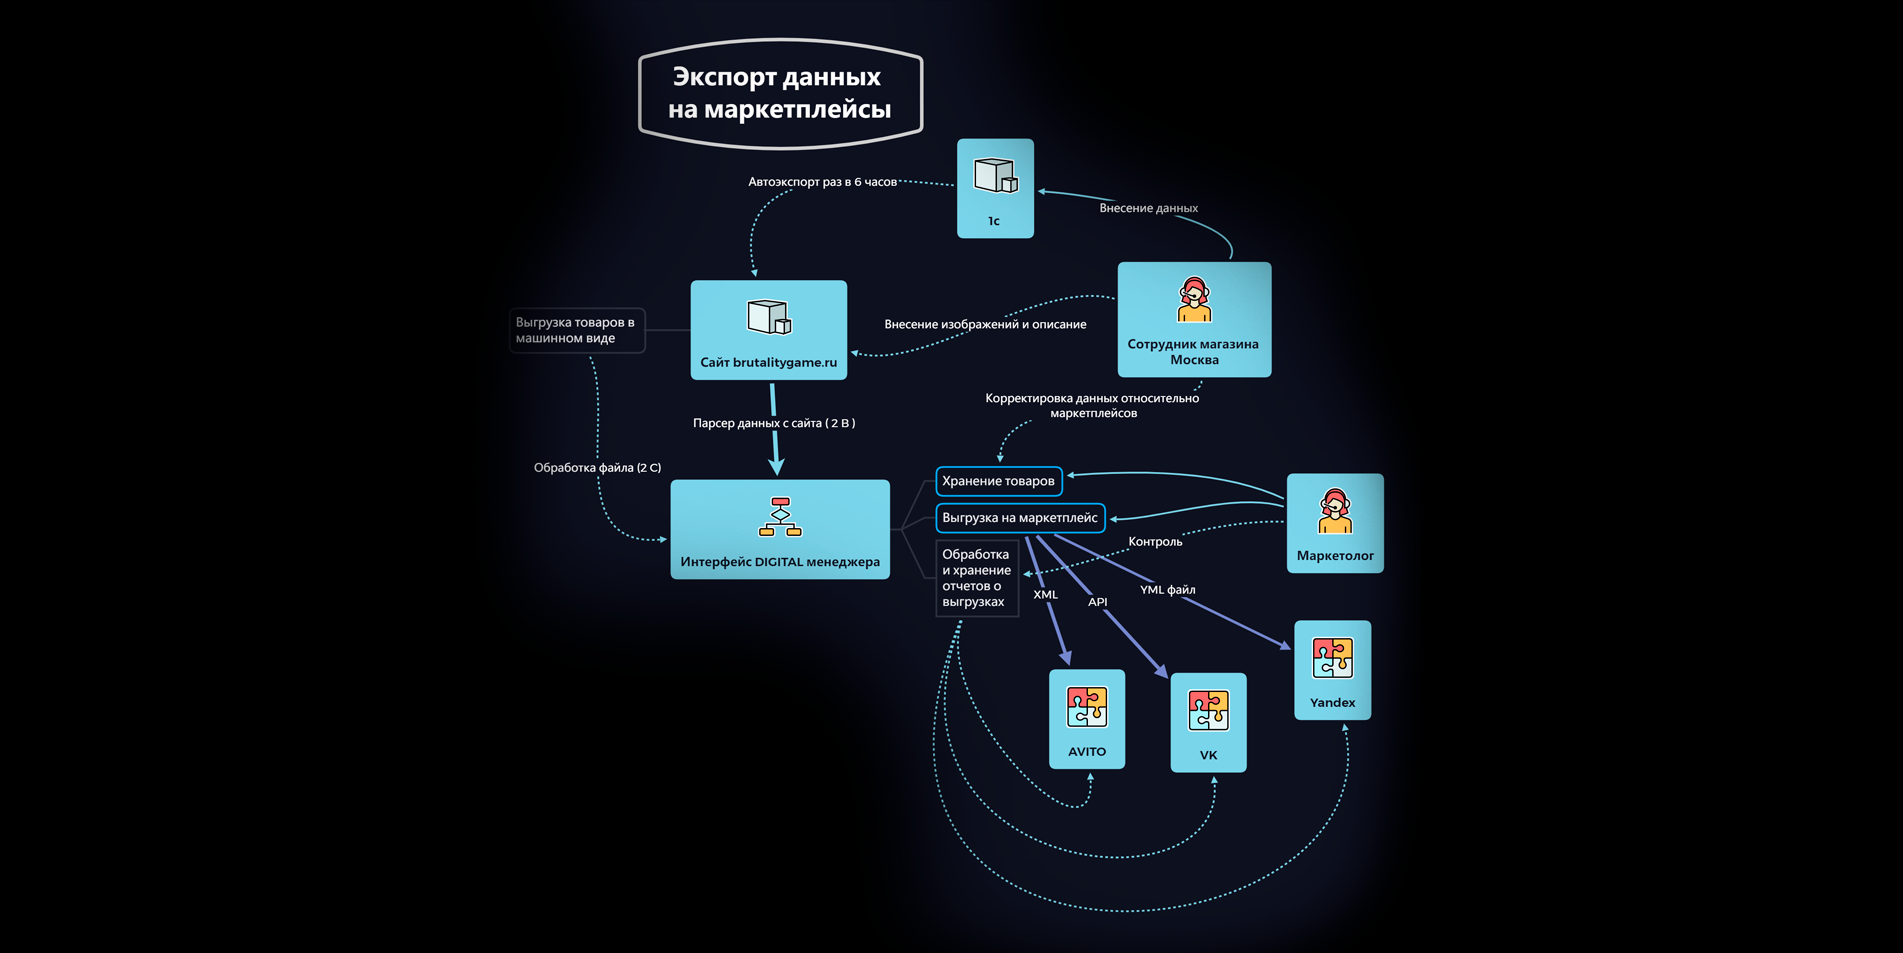 Экспорт данных
на маркетплейсы
1c
Автоэкспорт раз в 6 часов
Внесение данных
Выгрузка товаров в
машинном виде
Сайт brutalitygame.ru
Внесение изображений и описание
Сотрудник магазина
Москва
Корректировка данных относительно
маркетплейсов
Парсер данных с сайта ( 2 B )
Обработка файла (2 C)
Интерфейс DIGITAL менеджера
Хранение товаров
Выгрузка на маркетплейс
Обработка
и хранение
отчетов о
выгрузках
Контроль
Маркетолог
XML
API
YML файл
AVITO
VK
Yandex